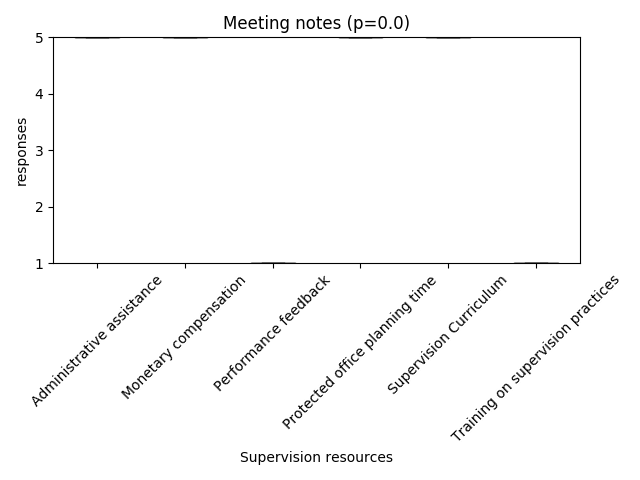 Meeting notes (p=0.0)
responses
5
4
3
2
1
Administrative assistance
Monetary compensation
Performance feedback
Protected office planning time
Supervision Curriculum
Training on supervision practices
Supervision resources